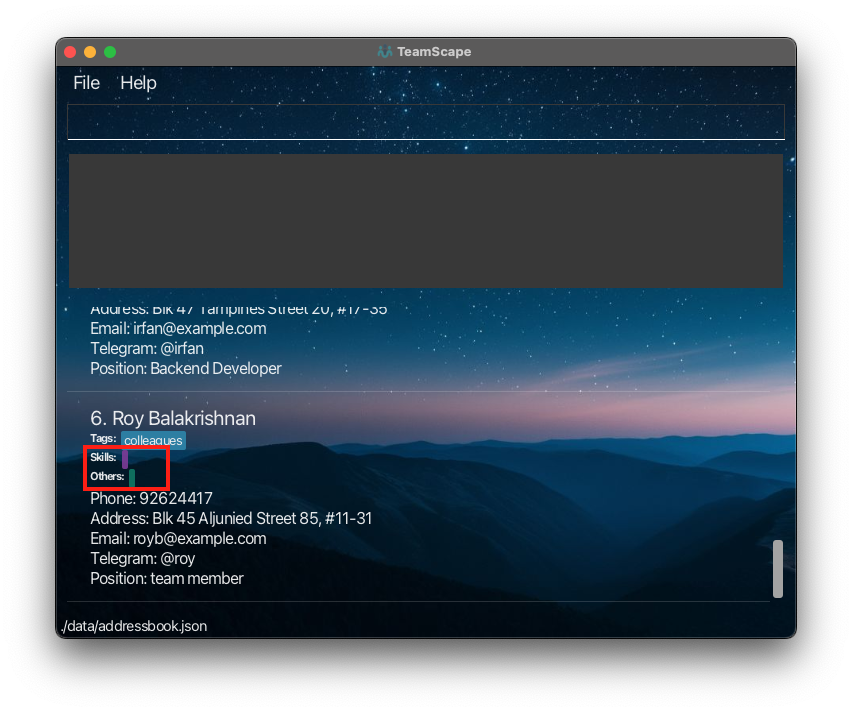 TeamScape
File Help
Address: Blk 47 Tampines Street 20, #17-35
Email: irfan@example.com
Telegram: @irfan
Position: Backend Developer
6. Roy Balakrishnan
Tags: colleagues
Skills:
Others:
Phone: 92624417
Address: Blk 45 Aljunied Street 85, #11-31
Email: royb@example.com
Telegram: @roy
Position: team member
./data/addressbook.json